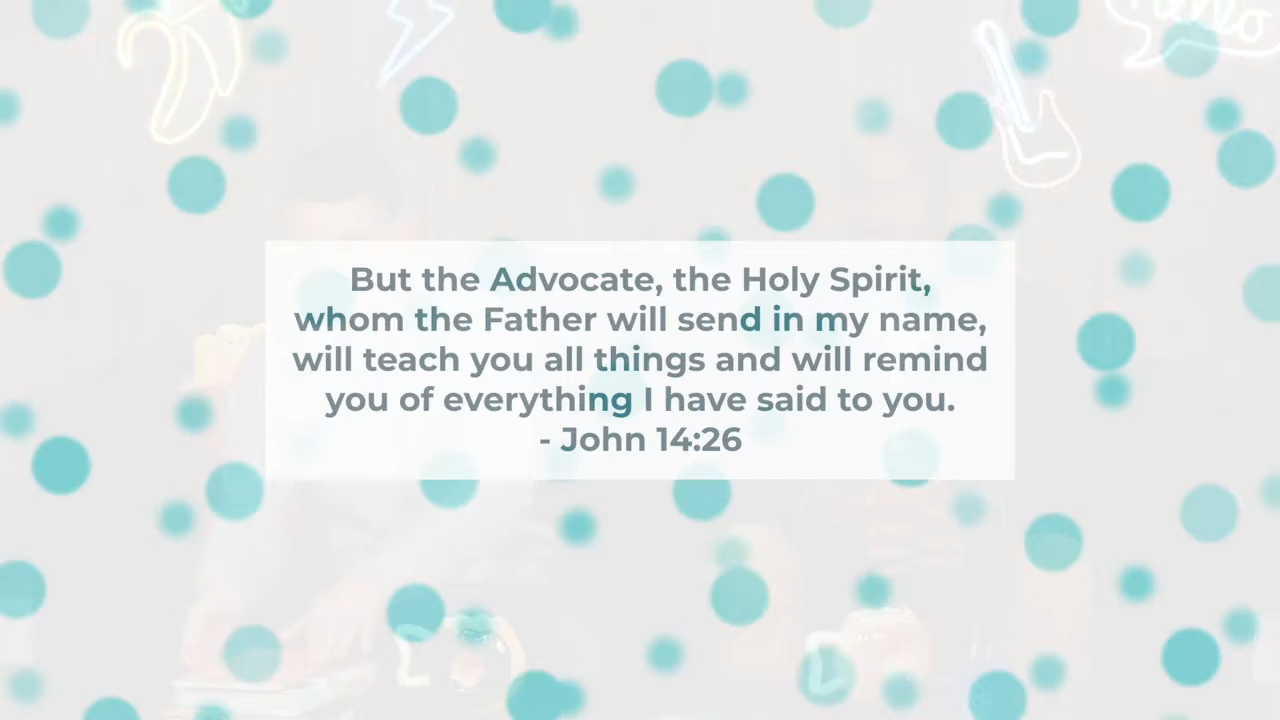 Hello
But the Advocate, the Holy Spirit,
whom the Father will send in my name,
will teach you all things and will remind
you of everything I have said to you.
- John 14:26